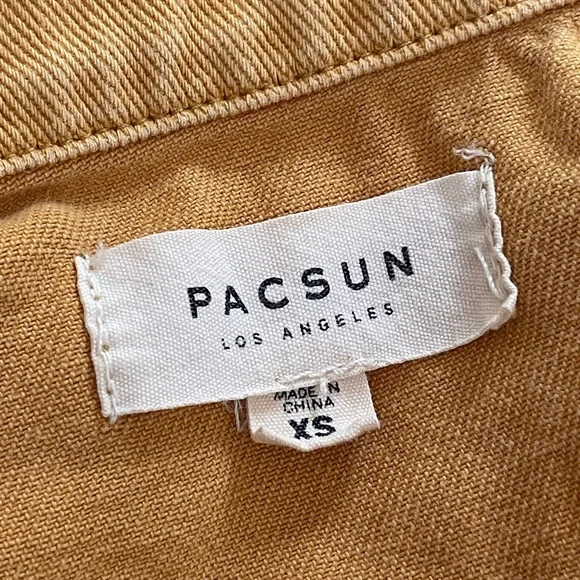 PACSUN
LOS ANGELES
MADE IN
CHINA
XS